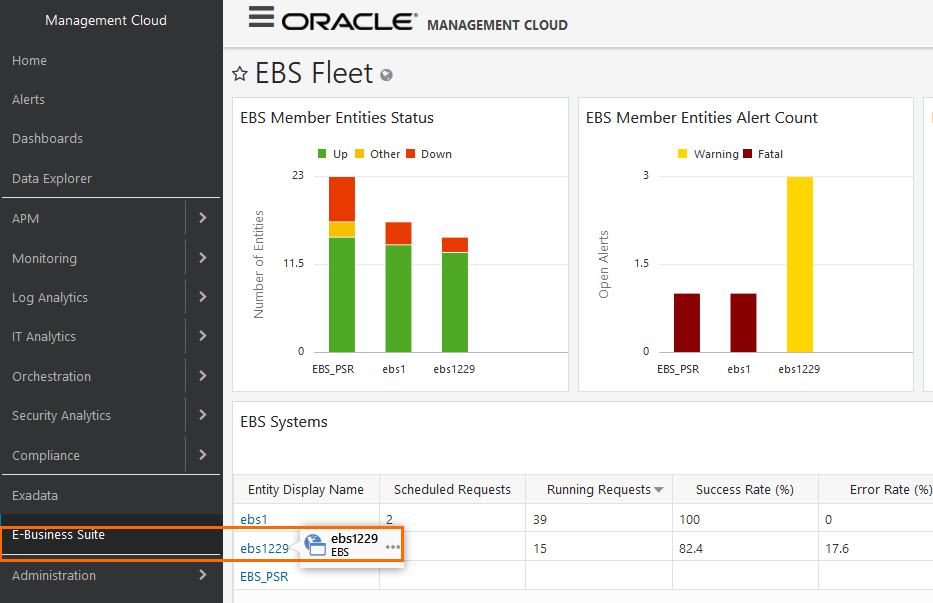 Management Cloud
Home
Alerts
Dashboards
Data Explorer
APM
Monitoring
Log Analytics
IT Analytics
Orchestration
Security Analytics
Compliance
Exadata
E-Business Suite
Administration
ORACLE® MANAGEMENT CLOUD
EBS Fleet
EBS Member Entities Status
Up Other Down
Number of Entities
23
11.5
0
EBS_PSR ebs1 ebs1229
EBS Member Entities Alert Count
Warning Fatal
Open Alerts
3
1.5
0
EBS_PSR ebs1 ebs1229
EBS Systems
Entity Display Name Scheduled Requests Running Requests Success Rate (%) Error Rate (%)
ebs1 2 39 100 0
ebs1229 15 82.4 17.6
ebs1229
EBS
EBS_PSR